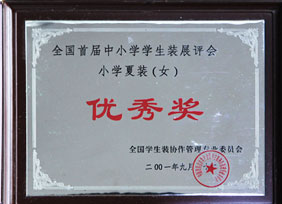 全国首届中小学学生装展评会
小学夏装(女)
优秀奖
全国学生装协作管理专业委员会
二00一年九月